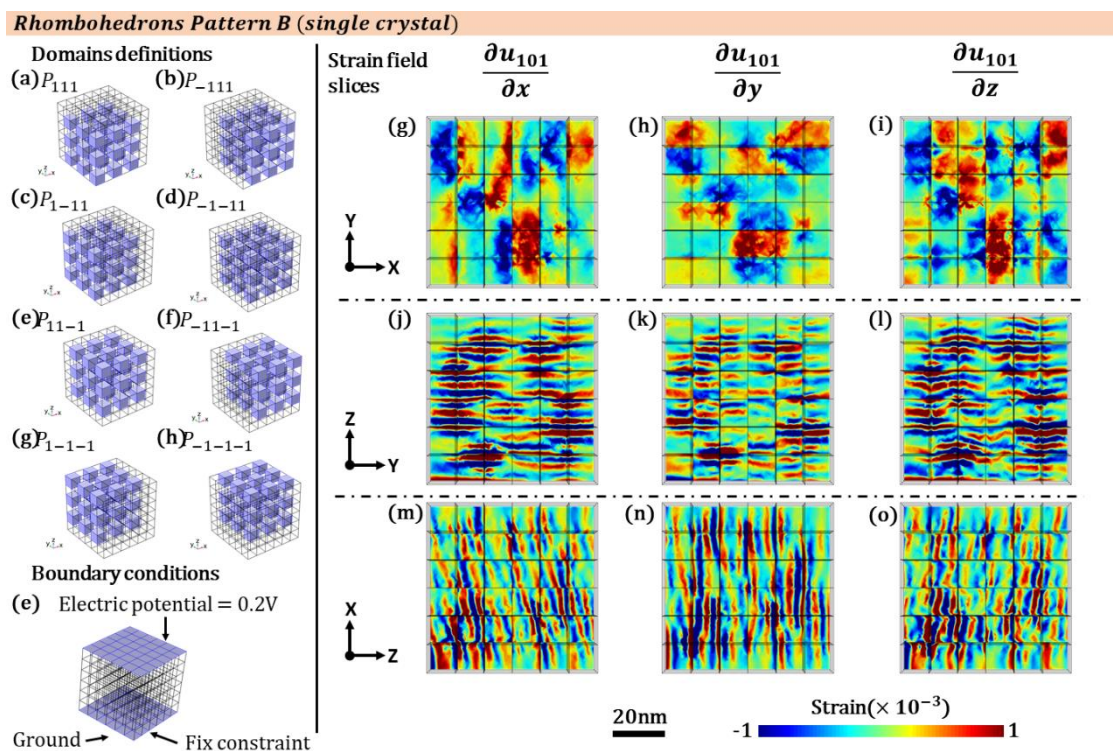 Rhombohedrons Pattern B (single crystal)
Domains definitions
(a) P₁₁₁ (b) P₋₁₁₁
(c) P₁₋₁₁ (d) P₋₁₋₁₁
(e) P₁₁₋₁ (f) P₋₁₁₋₁
(g) P₁₋₁₋₁ (h) P₋₁₋₁₋₁
Boundary conditions
(e) Electric potential = 0.2V
Ground Fix constraint
Strain field
slices
∂u₁₀₁/∂x ∂u₁₀₁/∂y ∂u₁₀₁/∂z
(g) (h) (i)
Y
X
(j) (k) (l)
Z
Y
(m) (n) (o)
X
Z
20nm
Strain(× 10⁻³)
-1 1